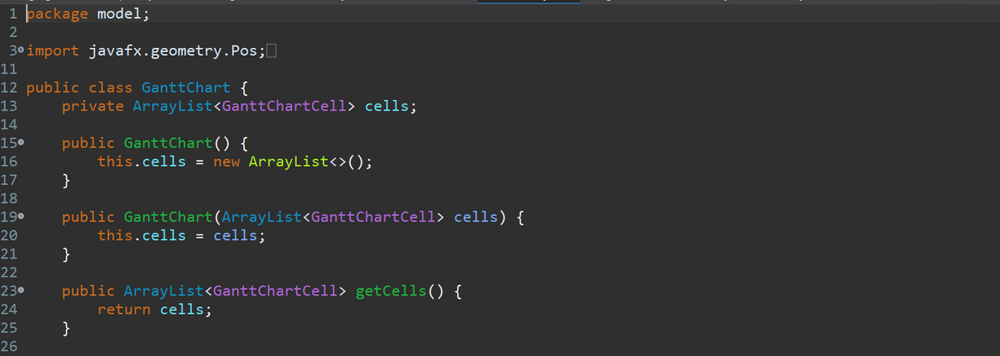 1 package model;
2
3 import javafx.geometry.Pos;
11
12 public class GanttChart {
13     private ArrayList<GanttChartCell> cells;
14
15     public GanttChart() {
16         this.cells = new ArrayList<>();
17     }
18
19     public GanttChart(ArrayList<GanttChartCell> cells) {
20         this.cells = cells;
21     }
22
23     public ArrayList<GanttChartCell> getCells() {
24         return cells;
25     }
26